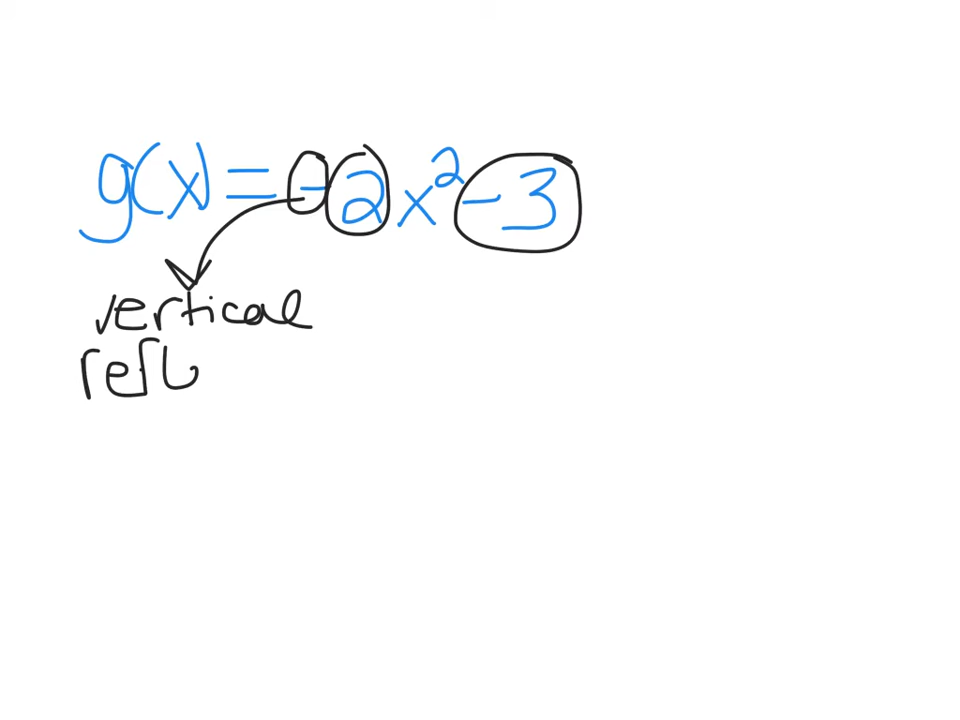 g(x) = -2x² - 3
vertical
refl